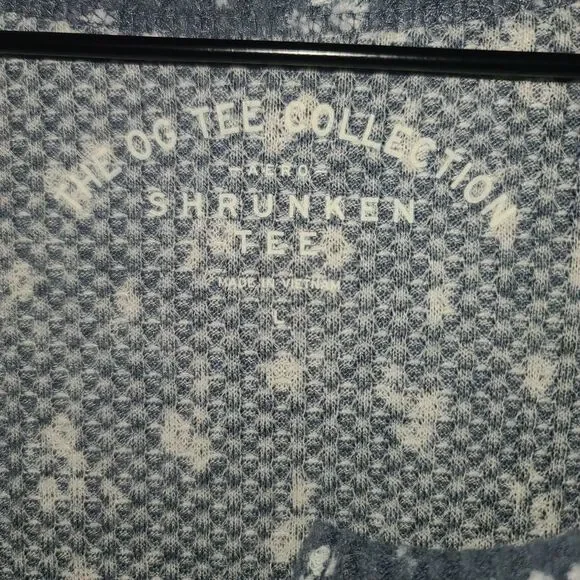 THE OG TEE COLLECTION
-AERO-
SHRUNKEN
TEE
MADE IN VIETNAM
L